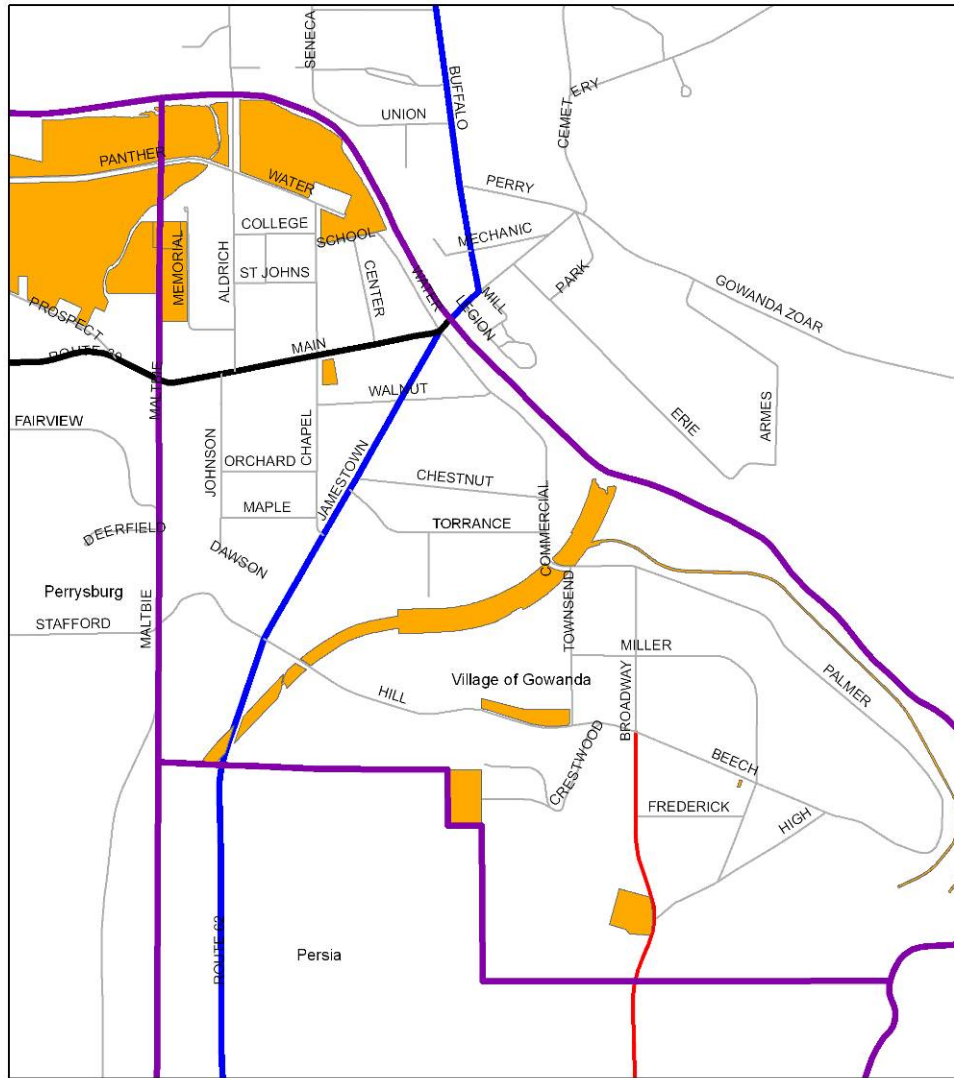 SENECA
BUFFALO
CEMETERY
UNION
PANTHER
WATER
PERRY
COLLEGE
SCHOOL
MECHANIC
MEMORIAL
ALDRICH
ST JOHNS
CENTER
WATER
MILL
LEGION
PARK
GOWANDA ZOAR
PROSPECT
MAIN
MALTBIE
WALNUT
ERIE
ARMES
FAIRVIEW
JOHNSON
ORCHARD
CHAPEL
JAMESTOWN
CHESTNUT
COMMERCIAL
MAPLE
TORRANCE
DEERFIELD
DAWSON
Perrysburg
STAFFORD
MALTBIE
TOWNSEND
MILLER
BROADWAY
PALMER
Village of Gowanda
HILL
CRESTWOOD
BEECH
FREDERICK
HIGH
ROUTE 62
Persia